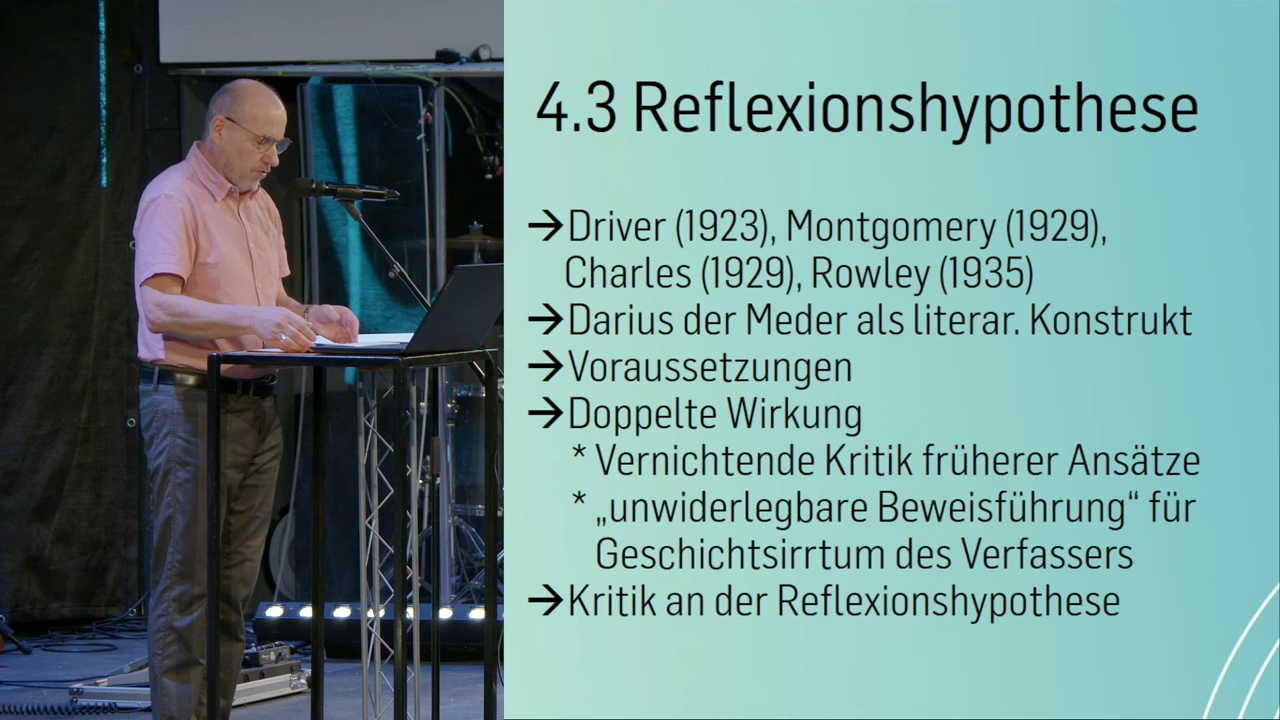 4.3 Reflexionshypothese
→Driver (1923), Montgomery (1929),
Charles (1929), Rowley (1935)
→Darius der Meder als literar. Konstrukt
→Voraussetzungen
→Doppelte Wirkung
* Vernichtende Kritik früherer Ansätze
* „unwiderlegbare Beweisführung“ für
Geschichtsirrtum des Verfassers
→Kritik an der Reflexionshypothese